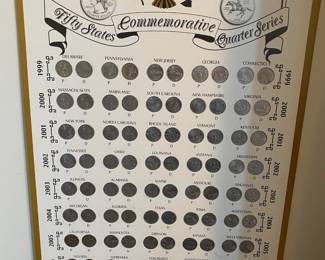 Fifty States Commemorative Quarter Series
DELAWARE PENNSYLVANIA NEW JERSEY GEORGIA CONNECTICUT
1999 1999
P D P D P D P D P D
MASSACHUSETTS MARYLAND SOUTH CAROLINA NEW HAMPSHIRE VIRGINIA
2000 2000
P D P D P D P D P D
NEW YORK NORTH CAROLINA RHODE ISLAND VERMONT KENTUCKY
2001 2001
P D P D P D P D P D
TENNESSEE OHIO LOUISIANA INDIANA MISSISSIPPI
2002 2002
P D P D P D P D P D
ILLINOIS ALABAMA MAINE MISSOURI
2003 2003
P D P D P D P D P D
MICHIGAN FLORIDA TEXAS IOWA
2004 2004
P D P D P D P D P D
CALIFORNIA MINNESOTA OREGON KANSAS WEST VIRGINIA
2005 2005
P D P D P D P D P D
NEVADA NEBRASKA COLORADO